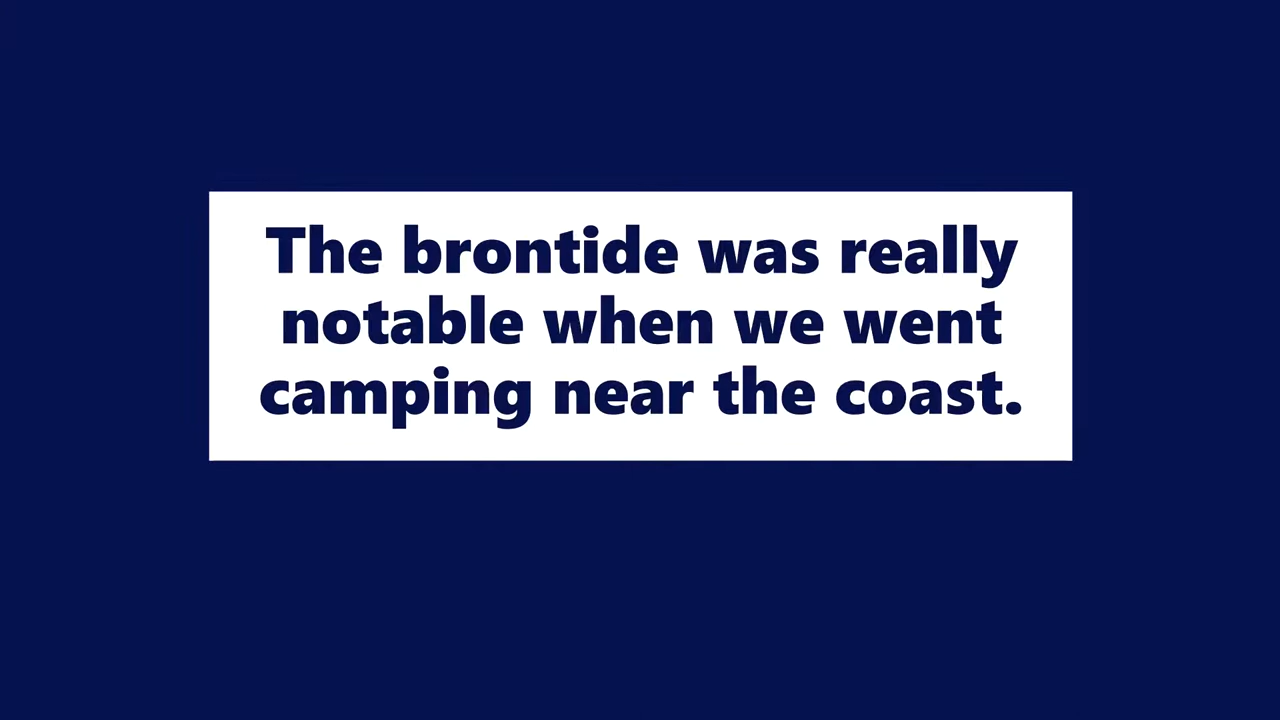 The brontide was really
notable when we went
camping near the coast.